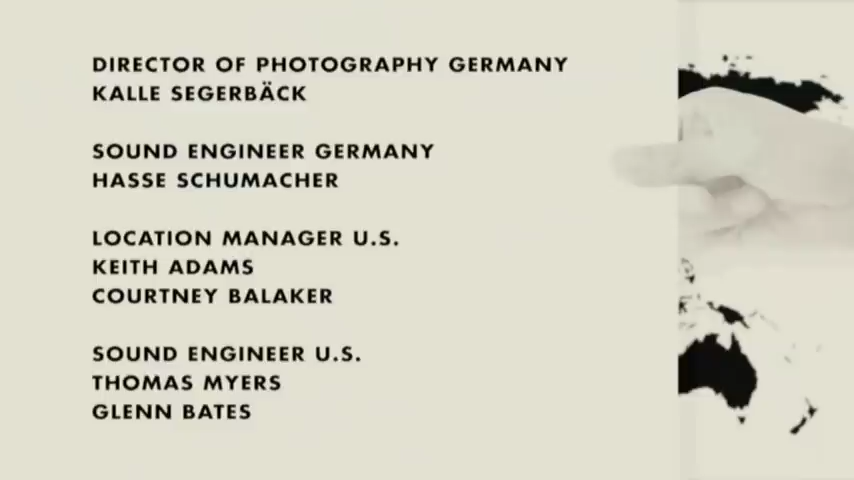 DIRECTOR OF PHOTOGRAPHY GERMANY
KALLE SEGERBÄCK
SOUND ENGINEER GERMANY
HASSE SCHUMACHER
LOCATION MANAGER U.S.
KEITH ADAMS
COURTNEY BALAKER
SOUND ENGINEER U.S.
THOMAS MYERS
GLENN BATES